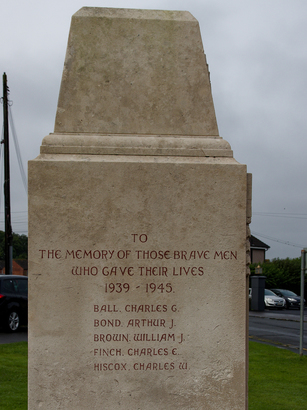 TO
THE MEMORY OF THOSE BRAVE MEN
WHO GAVE THEIR LIVES
1939 - 1945.
BALL, CHARLES G.
BOND, ARTHUR J.
BROWN, WILLIAM J.
FINCH, CHARLES E.
HISCOX, CHARLES W.